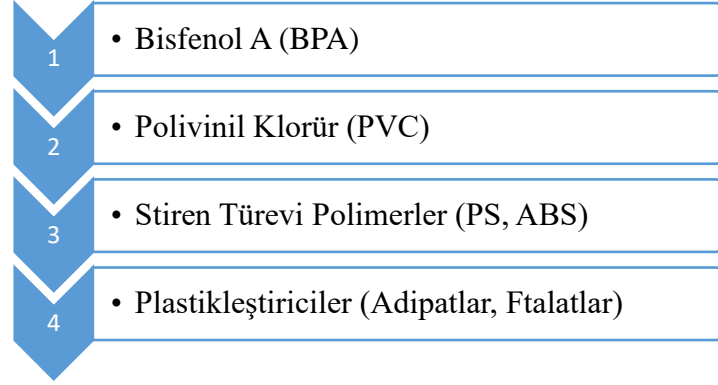 1
• Bisfenol A (BPA)
2
• Polivinil Klorür (PVC)
3
• Stiren Türevi Polimerler (PS, ABS)
4
• Plastikleştiriciler (Adipatlar, Ftalatlar)